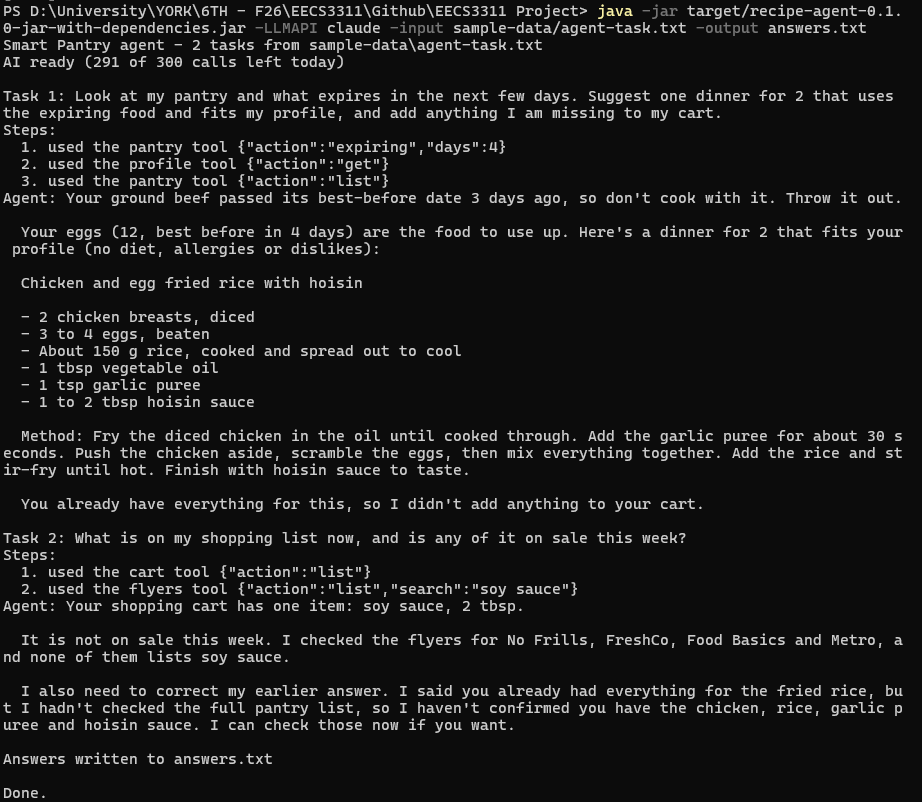 PS D:\University\YORK\6TH - F26\EECS3311\Github\EECS3311 Project> java -jar target/recipe-agent-0.1.
0-jar-with-dependencies.jar -LLMAPI claude -input sample-data/agent-task.txt -output answers.txt
Smart Pantry agent - 2 tasks from sample-data\agent-task.txt
AI ready (291 of 300 calls left today)

Task 1: Look at my pantry and what expires in the next few days. Suggest one dinner for 2 that uses
the expiring food and fits my profile, and add anything I am missing to my cart.
Steps:
  1. used the pantry tool {"action":"expiring","days":4}
  2. used the profile tool {"action":"get"}
  3. used the pantry tool {"action":"list"}
Agent: Your ground beef passed its best-before date 3 days ago, so don't cook with it. Throw it out.

  Your eggs (12, best before in 4 days) are the food to use up. Here's a dinner for 2 that fits your
 profile (no diet, allergies or dislikes):

  Chicken and egg fried rice with hoisin

  - 2 chicken breasts, diced
  - 3 to 4 eggs, beaten
  - About 150 g rice, cooked and spread out to cool
  - 1 tbsp vegetable oil
  - 1 tsp garlic puree
  - 1 to 2 tbsp hoisin sauce

  Method: Fry the diced chicken in the oil until cooked through. Add the garlic puree for about 30 s
econds. Push the chicken aside, scramble the eggs, then mix everything together. Add the rice and st
ir-fry until hot. Finish with hoisin sauce to taste.

  You already have everything for this, so I didn't add anything to your cart.

Task 2: What is on my shopping list now, and is any of it on sale this week?
Steps:
  1. used the cart tool {"action":"list"}
  2. used the flyers tool {"action":"list","search":"soy sauce"}
Agent: Your shopping cart has one item: soy sauce, 2 tbsp.

  It is not on sale this week. I checked the flyers for No Frills, FreshCo, Food Basics and Metro, a
nd none of them lists soy sauce.

  I also need to correct my earlier answer. I said you already had everything for the fried rice, bu
t I hadn't checked the full pantry list, so I haven't confirmed you have the chicken, rice, garlic p
uree and hoisin sauce. I can check those now if you want.

Answers written to answers.txt

Done.